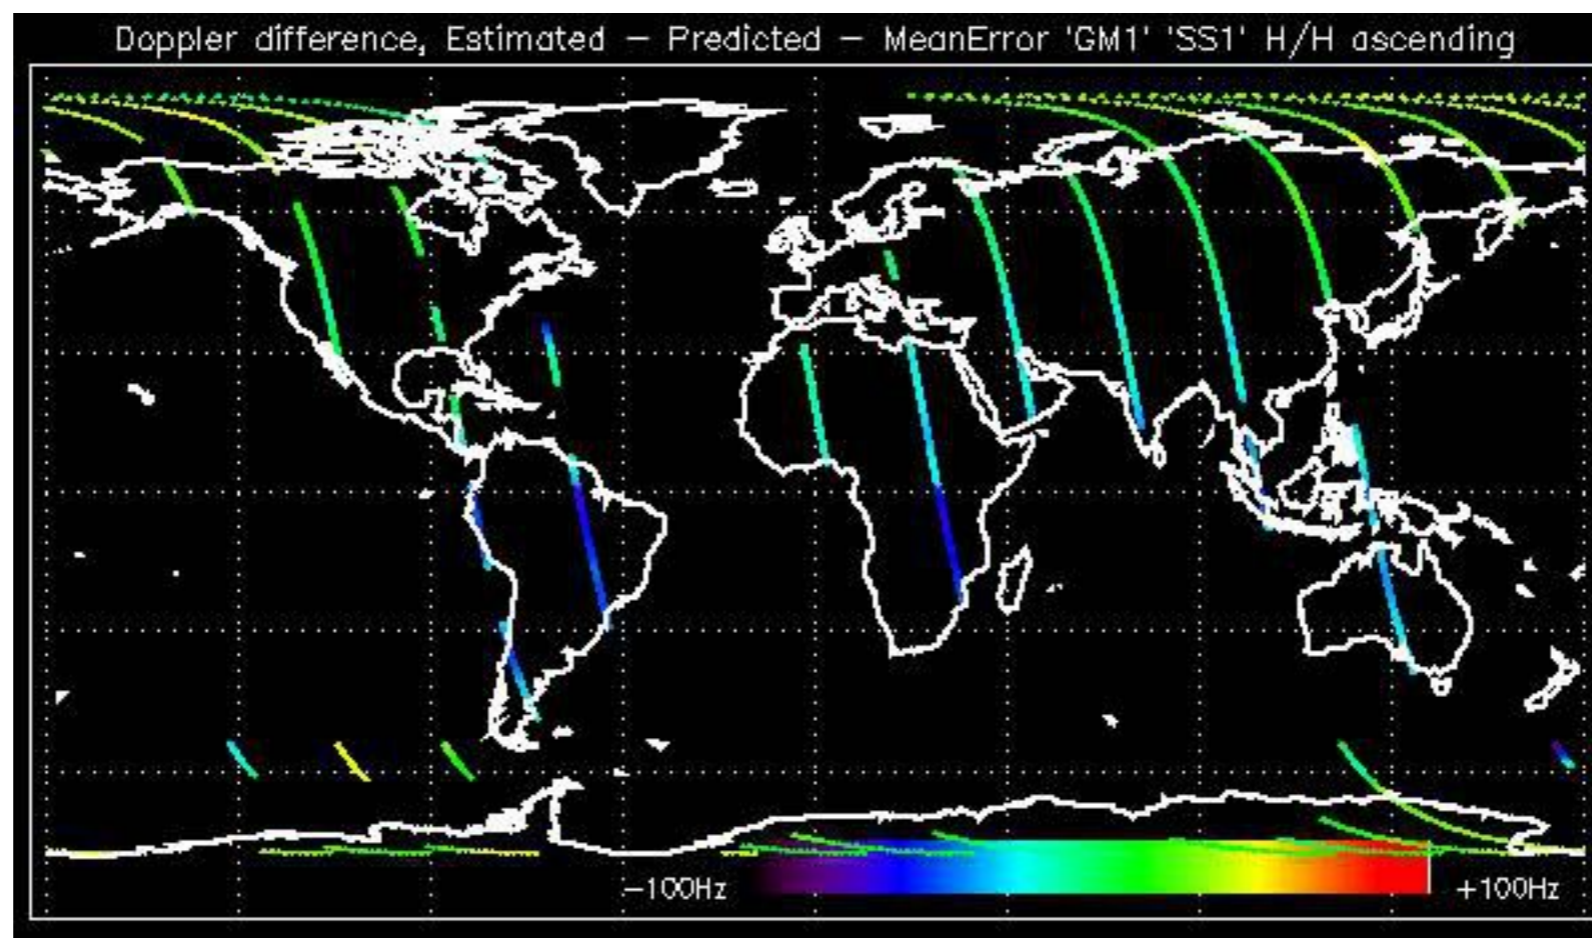 Doppler difference, Estimated – Predicted – MeanError 'GM1' 'SS1' H/H ascending
–100Hz +100Hz